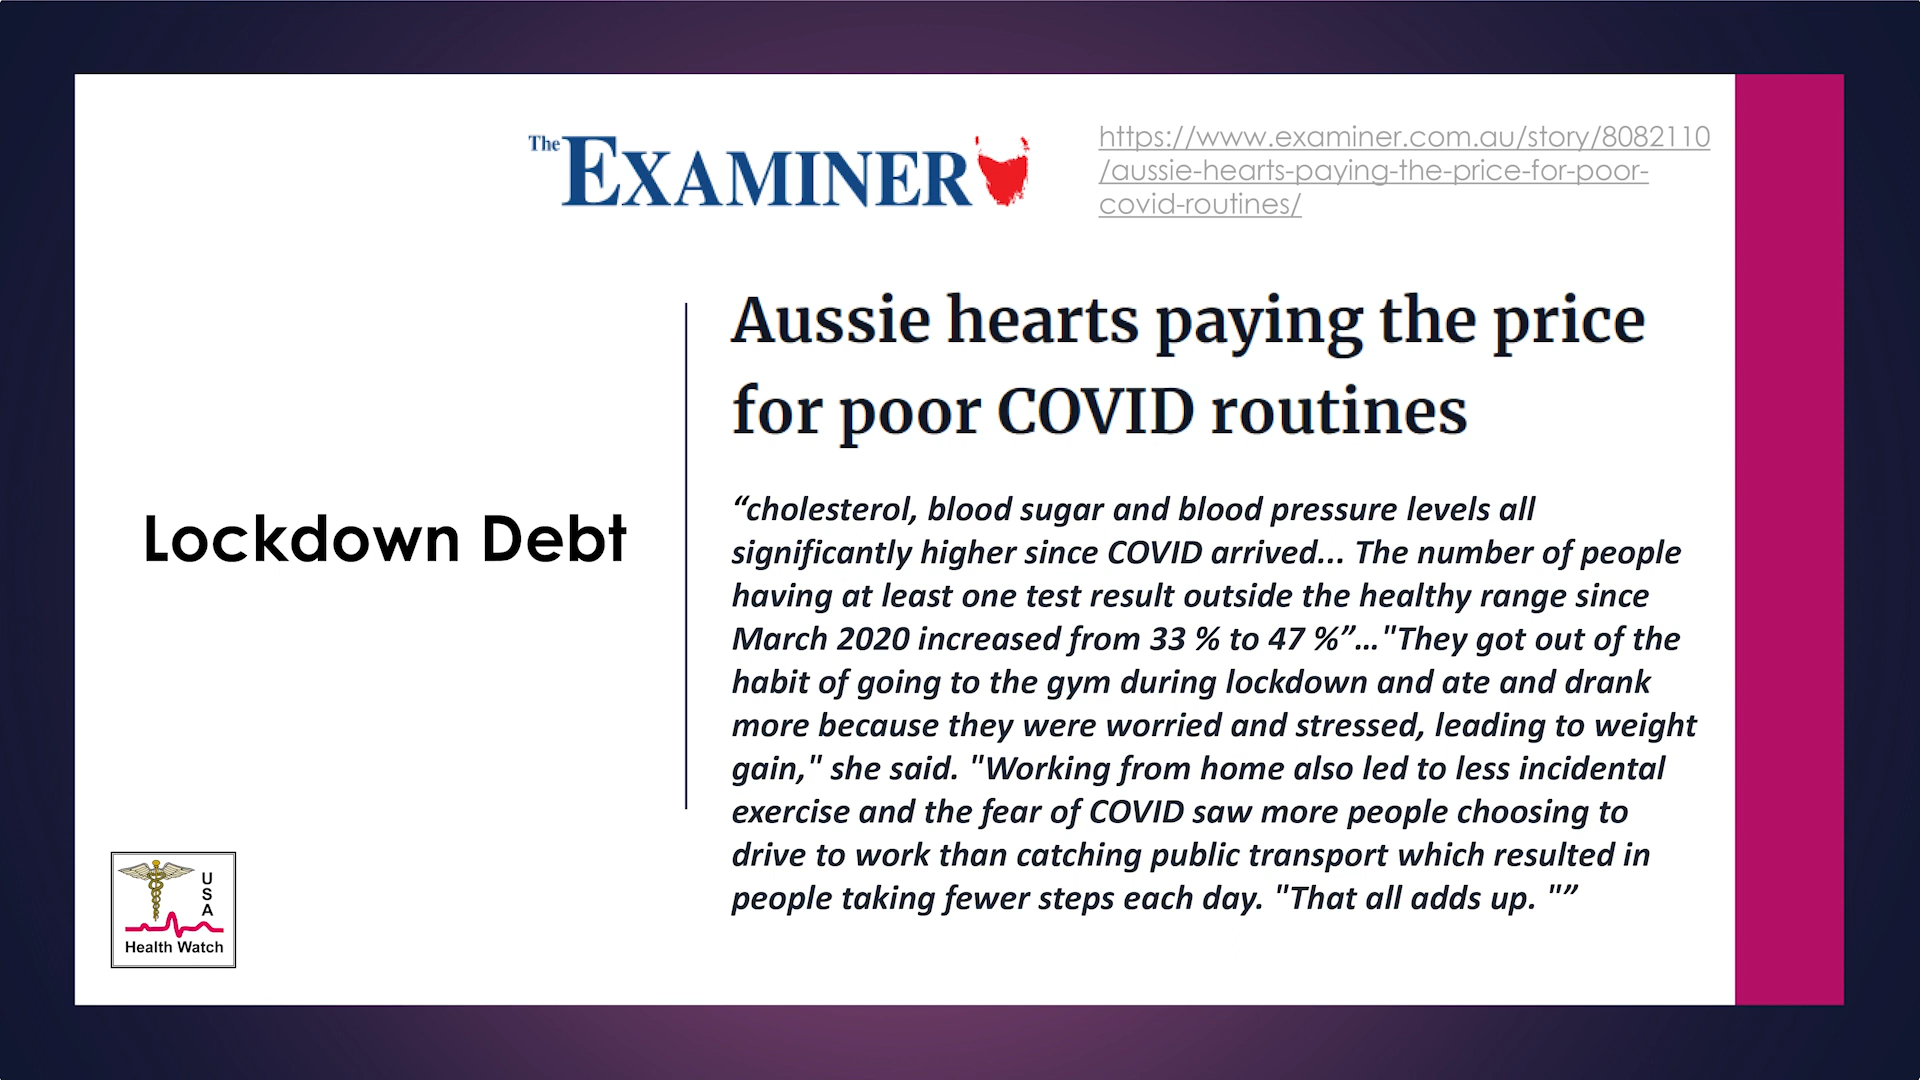 The EXAMINER
https://www.examiner.com.au/story/8082110
/aussie-hearts-paying-the-price-for-poor-
covid-routines/
Aussie hearts paying the price
for poor COVID routines
Lockdown Debt
“cholesterol, blood sugar and blood pressure levels all
significantly higher since COVID arrived... The number of people
having at least one test result outside the healthy range since
March 2020 increased from 33 % to 47 %”…"They got out of the
habit of going to the gym during lockdown and ate and drank
more because they were worried and stressed, leading to weight
gain," she said. "Working from home also led to less incidental
exercise and the fear of COVID saw more people choosing to
drive to work than catching public transport which resulted in
people taking fewer steps each day. "That all adds up. "”
USA
Health Watch